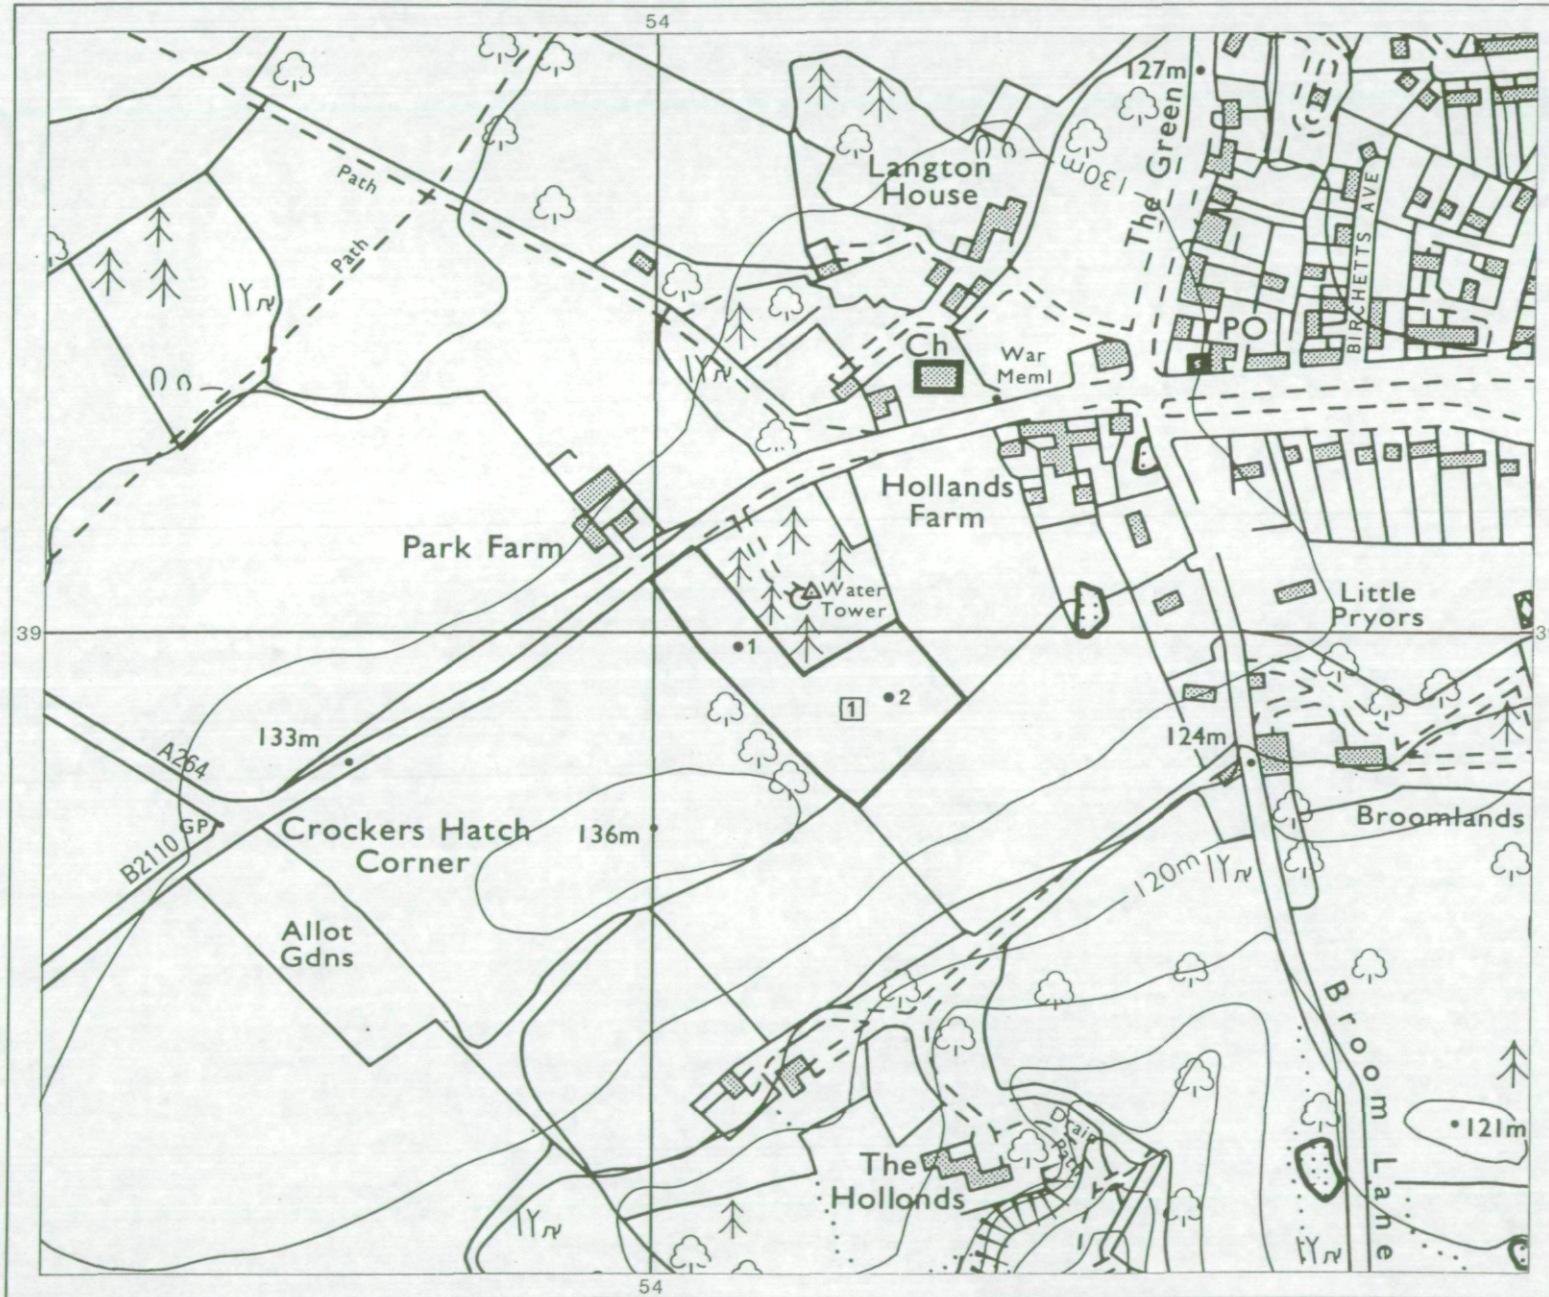 54
127m
The Green
130m
Langton
House
Path
Path
BIRCHETTS AVE
PO
Ch
War
Meml
Hollands
Farm
Park Farm
Water
Tower
Little
Pryors
39
39
1
1
2
133m
A264
124m
GP
Crockers Hatch
Corner
136m
Broomlands
B2110
120m
Allot
Gdns
Broom Lane
Drain
Path
121m
The
Hollonds
54